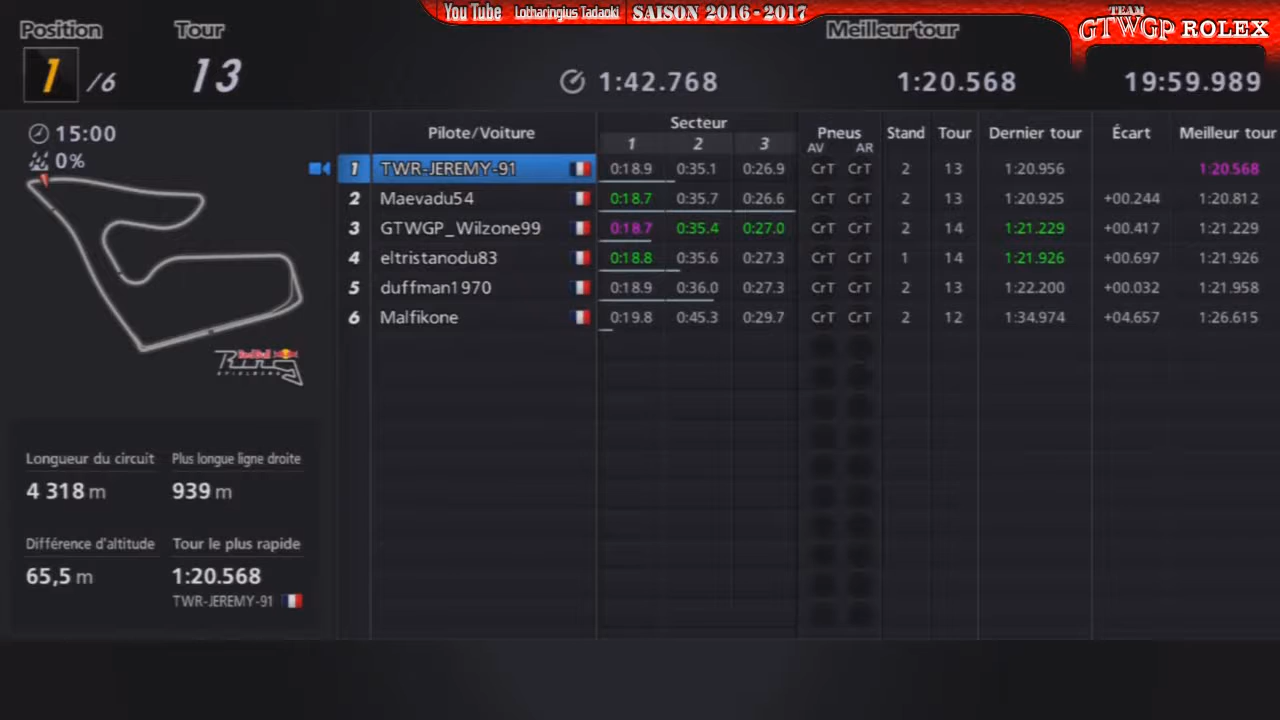 You Tube Lotharingius Tadaoki SAISON 2016 - 2017
TEAM
GTWGP ROLEX
Position Tour Meilleur tour
1 /6 13 1:42.768 1:20.568 19:59.989
15:00
0%
Red Bull
Ring
SPIELBERG
Longueur du circuit Plus longue ligne droite
4 318 m 939 m
Différence d'altitude Tour le plus rapide
65,5 m 1:20.568
TWR-JEREMY-91
Pilote/Voiture Secteur Pneus Stand Tour Dernier tour Écart Meilleur tour
1 2 3 AV AR
1 TWR-JEREMY-91 0:18.9 0:35.1 0:26.9 CrT CrT 2 13 1:20.956 1:20.568
2 Maevadu54 0:18.7 0:35.7 0:26.6 CrT CrT 2 13 1:20.925 +00.244 1:20.812
3 GTWGP_Wilzone99 0:18.7 0:35.4 0:27.0 CrT CrT 2 14 1:21.229 +00.417 1:21.229
4 eltristanodu83 0:18.8 0:35.6 0:27.3 CrT CrT 1 14 1:21.926 +00.697 1:21.926
5 duffman1970 0:18.9 0:36.0 0:27.3 CrT CrT 2 13 1:22.200 +00.032 1:21.958
6 Malfikone 0:19.8 0:45.3 0:29.7 CrT CrT 2 12 1:34.974 +04.657 1:26.615